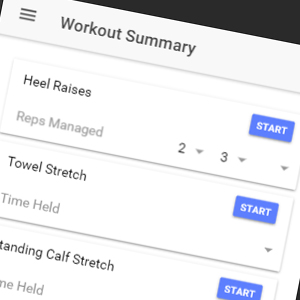 Workout Summary
Heel Raises
START
Reps Managed
2 3
Towel Stretch
START
Time Held
tanding Calf Stretch
START
me Held